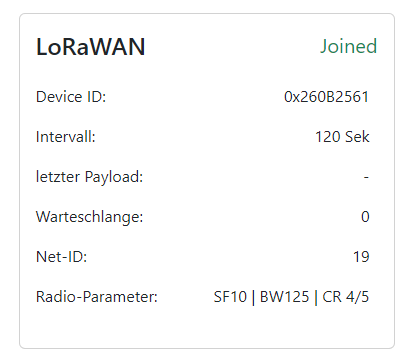 LoRaWAN Joined
Device ID: 0x260B2561
Intervall: 120 Sek
letzter Payload: -
Warteschlange: 0
Net-ID: 19
Radio-Parameter: SF10 | BW125 | CR 4/5